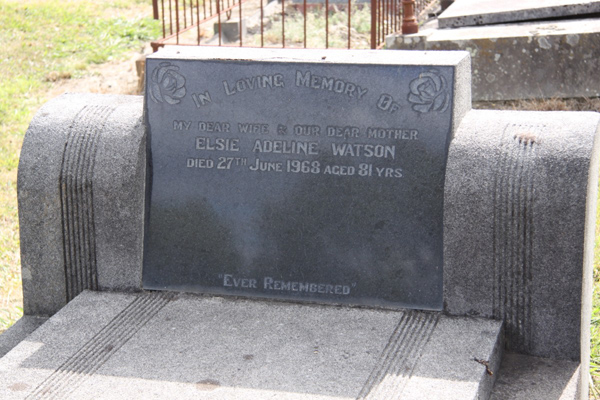 In Loving Memory Of
My dear wife & our dear mother
Elsie Adeline Watson
Died 27th June 1968 aged 81 yrs.
"Ever Remembered"